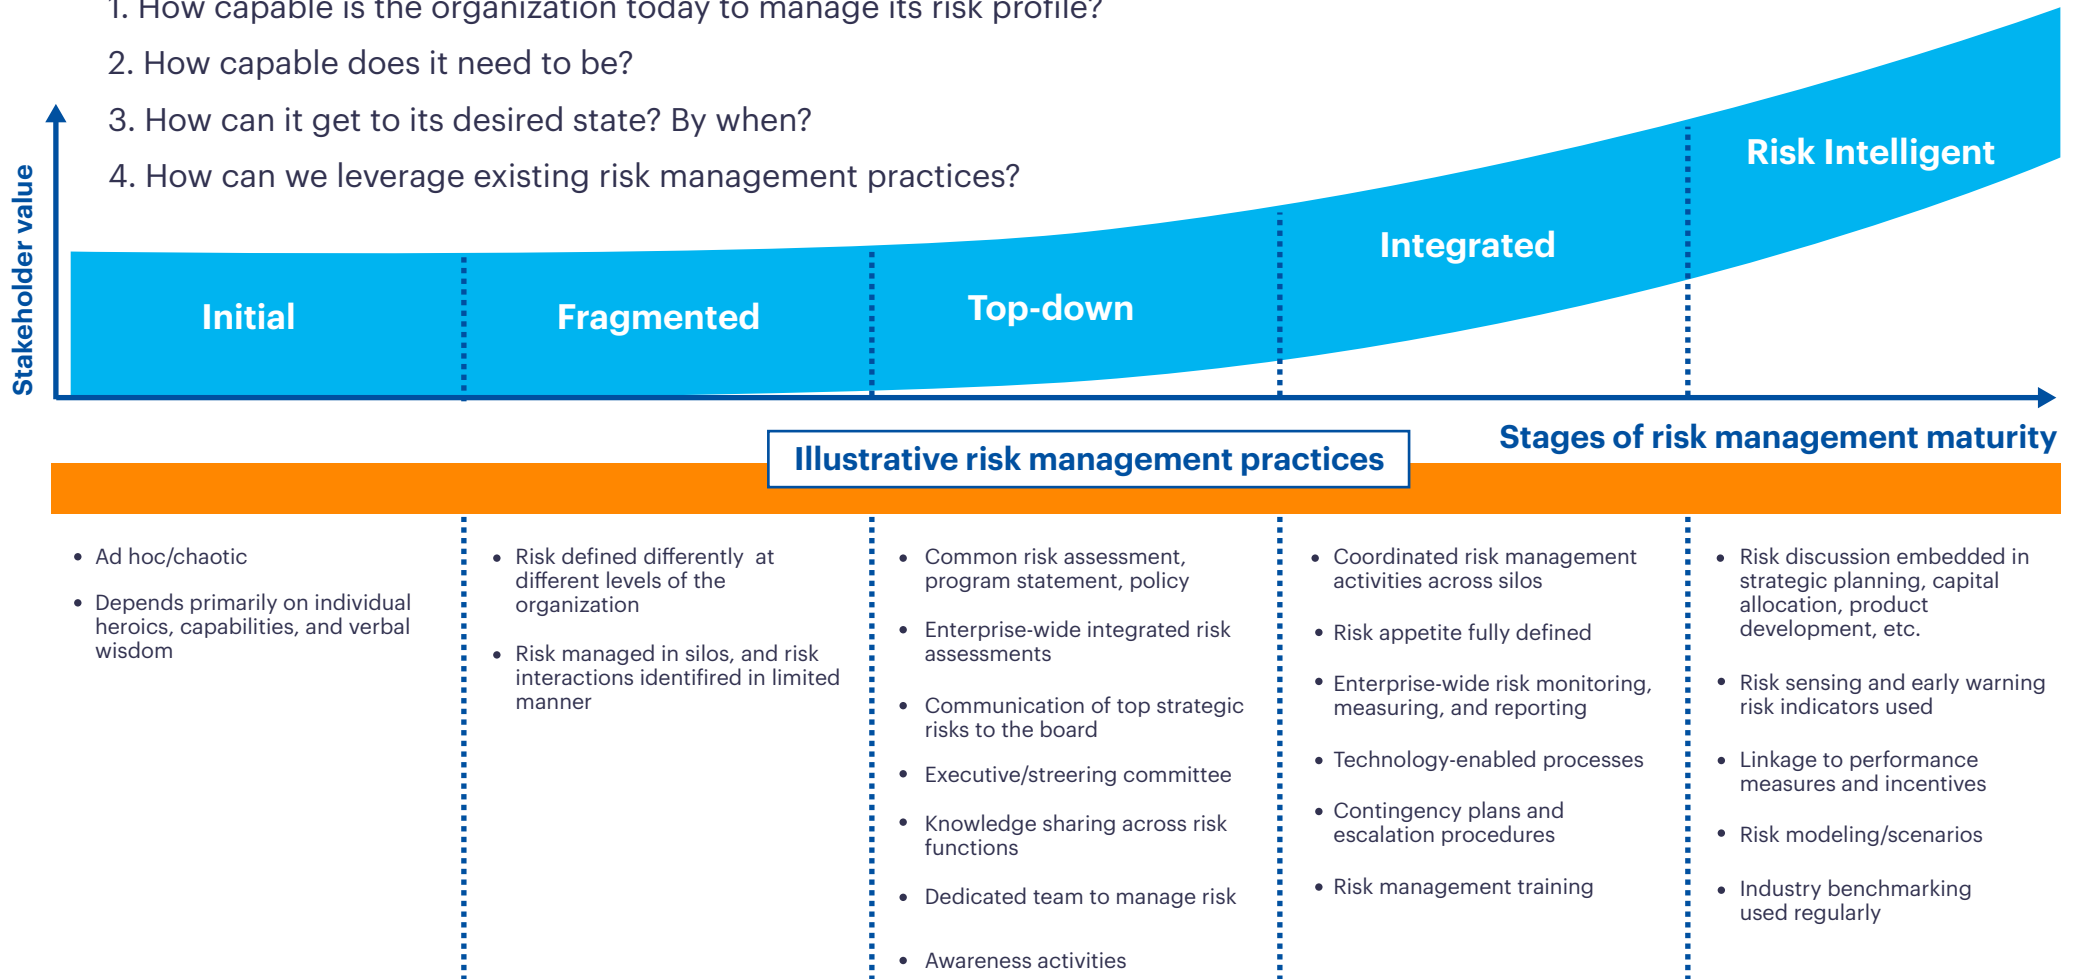 1. How capable is the organization today to manage its risk profile?
2. How capable does it need to be?
3. How can it get to its desired state? By when?
4. How can we leverage existing risk management practices?
Stakeholder value
Initial
Fragmented
Top-down
Integrated
Risk Intelligent
Stages of risk management maturity
Illustrative risk management practices
• Ad hoc/chaotic
• Depends primarily on individual
heroics, capabilities, and verbal
wisdom
• Risk defined differently at
different levels of the
organization
• Risk managed in silos, and risk
interactions identifired in limited
manner
• Common risk assessment,
program statement, policy
• Enterprise-wide integrated risk
assessments
• Communication of top strategic
risks to the board
• Executive/streering committee
• Knowledge sharing across risk
functions
• Dedicated team to manage risk
• Awareness activities
• Coordinated risk management
activities across silos
• Risk appetite fully defined
• Enterprise-wide risk monitoring,
measuring, and reporting
• Technology-enabled processes
• Contingency plans and
escalation procedures
• Risk management training
• Risk discussion embedded in
strategic planning, capital
allocation, product
development, etc.
• Risk sensing and early warning
risk indicators used
• Linkage to performance
measures and incentives
• Risk modeling/scenarios
• Industry benchmarking
used regularly